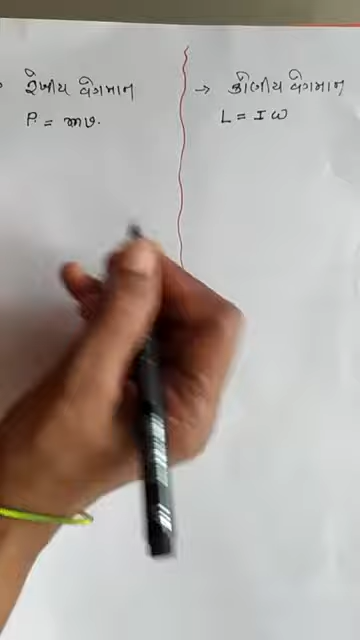 રેખીય વેગમાન
P = mv.
→ કોણીય વેગમાન
L = Iω